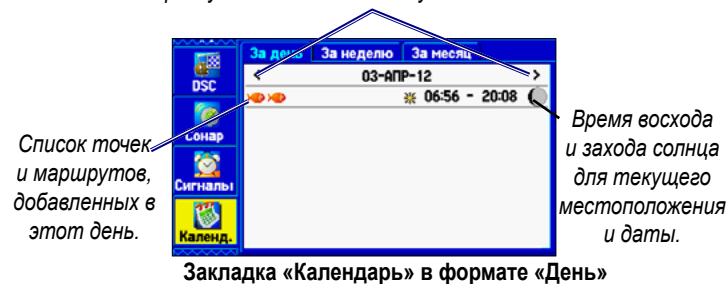 За день За неделю За месяц
< 03-АПР-12 >
06:56 - 20:08
DSC
Сонар
Сигналы
Календ.
Список точек
и маршрутов,
добавленных в
этот день.
Время восхода
и захода солнца
для текущего
местоположения
и даты.
Закладка «Календарь» в формате «День»